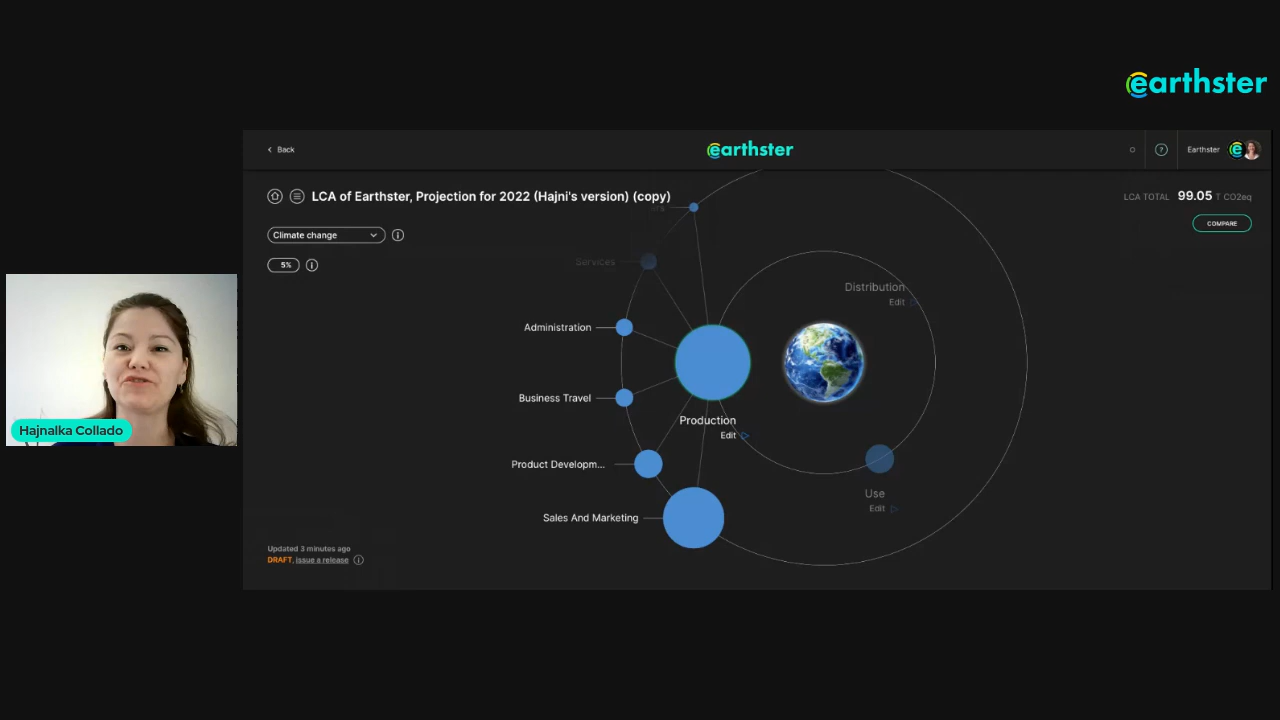 earthster
Back
earthster
?
Earthster
LCA of Earthster, Projection for 2022 (Hajni's version) (copy)
LCA TOTAL 99.05 T CO2eq
COMPARE
Climate change
5%
Services
Distribution
Edit
Administration
Business Travel
Production
Edit
Product Developm...
Use
Edit
Sales And Marketing
Hajnalka Collado
Updated 3 minutes ago
DRAFT, issue a release